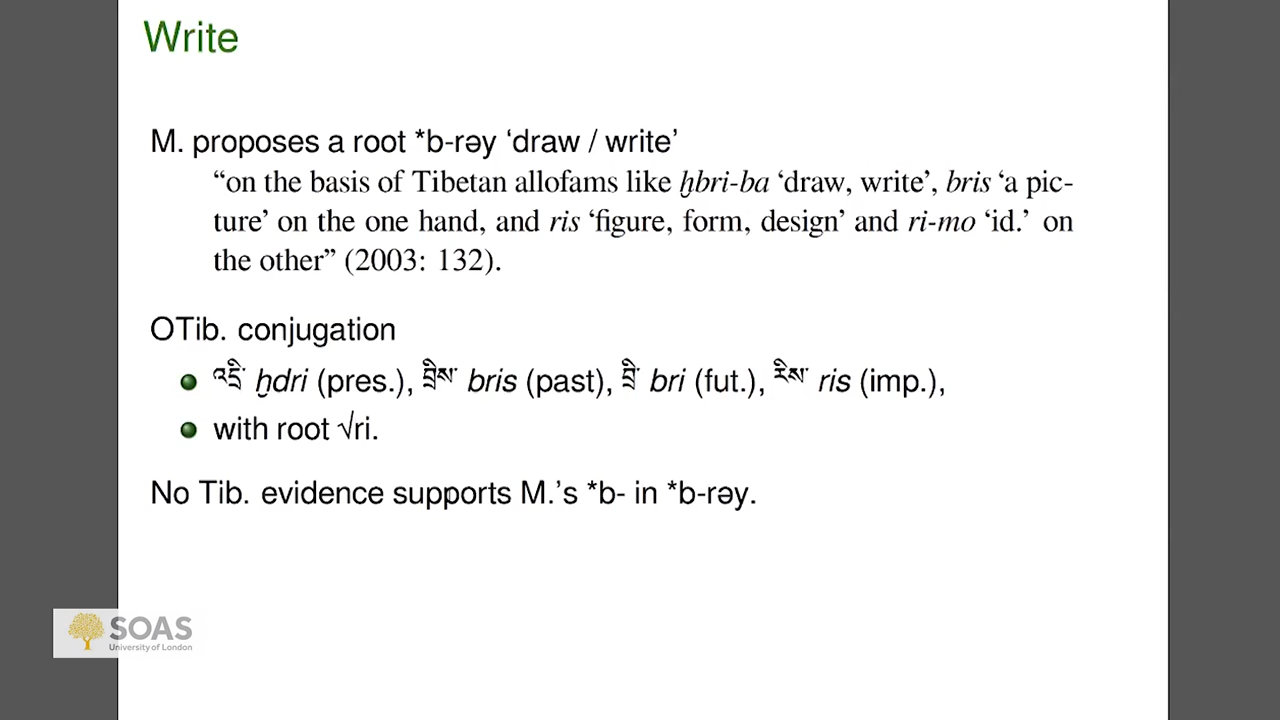 Write
M. proposes a root *b-rəy ‘draw / write’
“on the basis of Tibetan allofams like ḫbri-ba ‘draw, write’, bris ‘a pic-
ture’ on the one hand, and ris ‘figure, form, design’ and ri-mo ‘id.’ on
the other” (2003: 132).
OTib. conjugation
● འདྲི་ ḫdri (pres.), བྲིས་ bris (past), བྲི་ bri (fut.), རིས་ ris (imp.),
● with root √ri.
No Tib. evidence supports M.’s *b- in *b-rəy.
SOAS
University of London